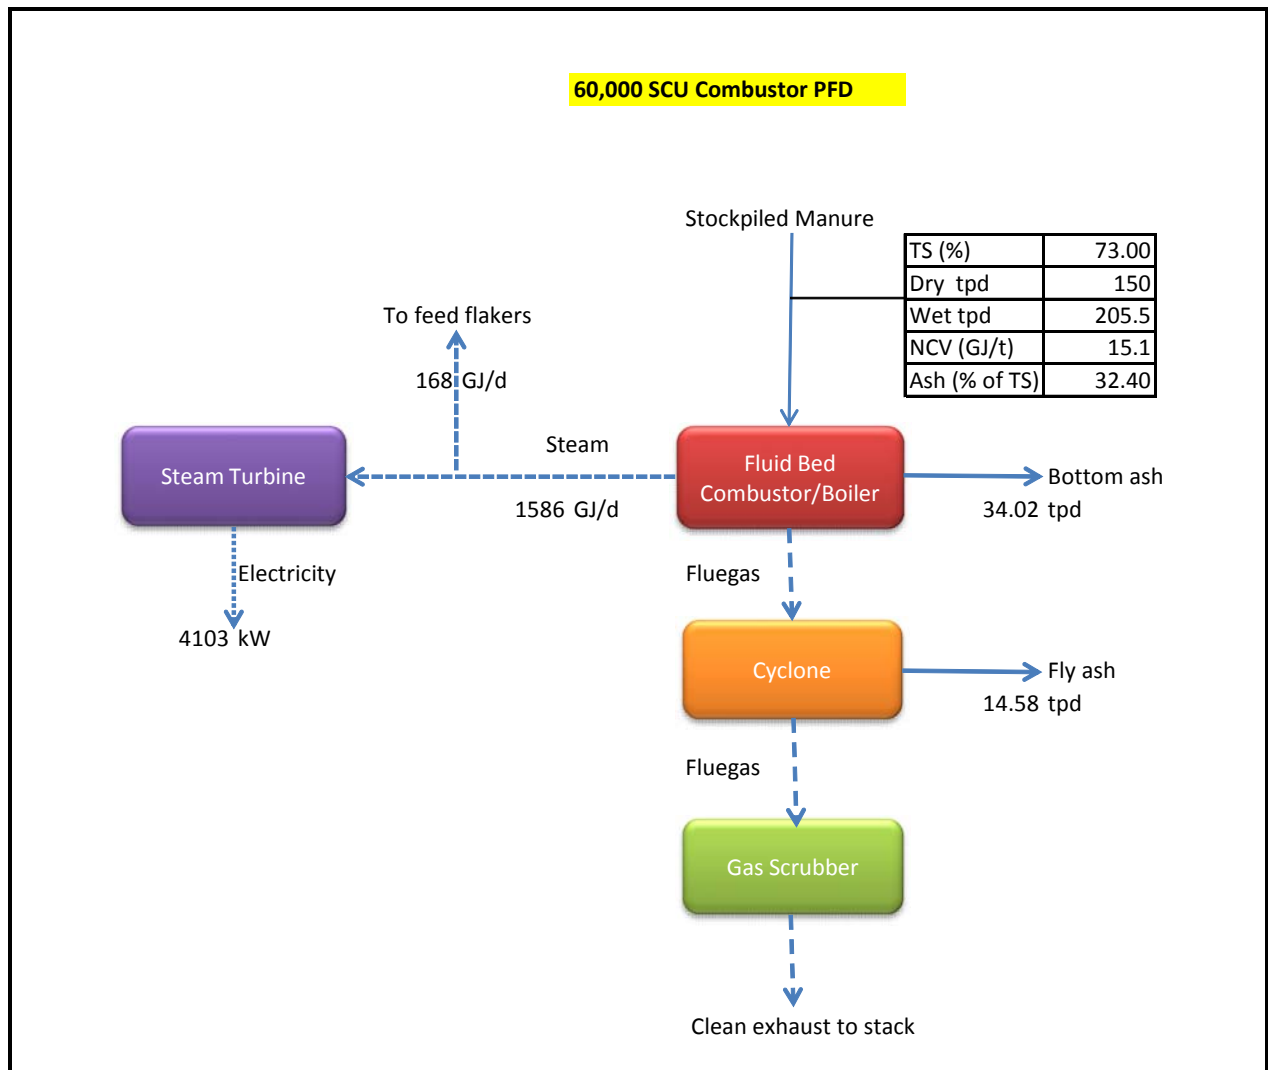 60,000 SCU Combustor PFD
Stockpiled Manure
TS (%) 73.00
Dry tpd 150
Wet tpd 205.5
NCV (GJ/t) 15.1
Ash (% of TS) 32.40
To feed flakers
168 GJ/d
Steam Turbine
Steam
1586 GJ/d
Fluid Bed
Combustor/Boiler
Bottom ash
34.02 tpd
Electricity
4103 kW
Fluegas
Cyclone
Fly ash
14.58 tpd
Fluegas
Gas Scrubber
Clean exhaust to stack